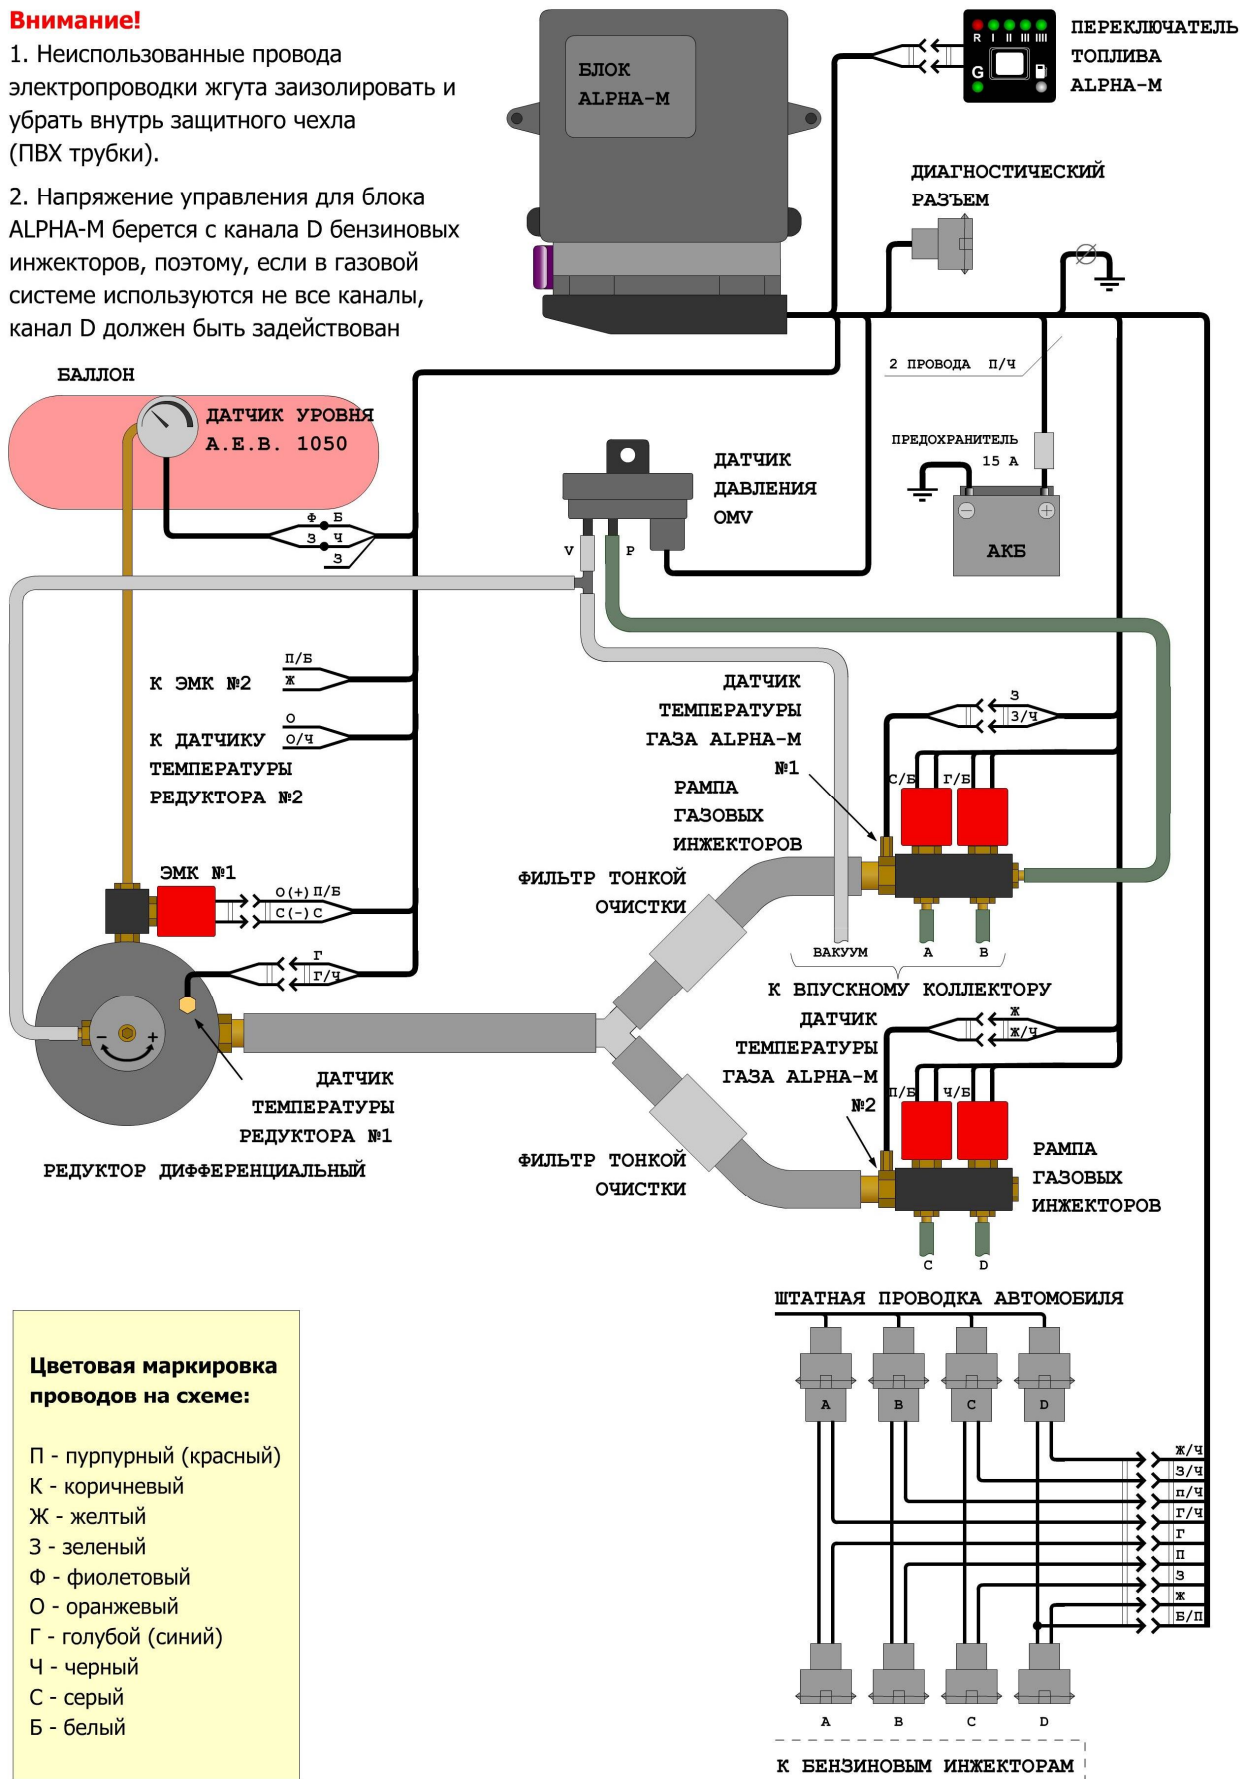 Внимание!
1. Неиспользованные провода
электропроводки жгута заизолировать и
убрать внутрь защитного чехла
(ПВХ трубки).
2. Напряжение управления для блока
ALPHA-M берется с канала D бензиновых
инжекторов, поэтому, если в газовой
системе используются не все каналы,
канал D должен быть задействован
БЛОК
ALPHA-M
R I II III IIII
G
ПЕРЕКЛЮЧАТЕЛЬ
ТОПЛИВА
ALPHA-M
ДИАГНОСТИЧЕСКИЙ
РАЗЪЕМ
2 ПРОВОДА П/Ч
ПРЕДОХРАНИТЕЛЬ
15 А
− +
АКБ
БАЛЛОН
ДАТЧИК УРОВНЯ
А.Е.В. 1050
Ф Б
З Ч
З
ДАТЧИК
ДАВЛЕНИЯ
OMV
V P
П/Б
Ж
К ЭМК №2
О
О/Ч
К ДАТЧИКУ
ТЕМПЕРАТУРЫ
РЕДУКТОРА №2
ДАТЧИК
ТЕМПЕРАТУРЫ
ГАЗА ALPHA-M
№1
З
З/Ч
С/Б Г/Б
РАМПА
ГАЗОВЫХ
ИНЖЕКТОРОВ
ЭМК №1
О(+) П/Б
С(-) С
Г
Г/Ч
ФИЛЬТР ТОНКОЙ
ОЧИСТКИ
ВАКУУМ A B
К ВПУСКНОМУ КОЛЛЕКТОРУ
− +
ДАТЧИК
ТЕМПЕРАТУРЫ
РЕДУКТОРА №1
РЕДУКТОР ДИФФЕРЕНЦИАЛЬНЫЙ
ДАТЧИК
ТЕМПЕРАТУРЫ
ГАЗА ALPHA-M
№2
Ж
Ж/Ч
П/Б Ч/Б
ФИЛЬТР ТОНКОЙ
ОЧИСТКИ
РАМПА
ГАЗОВЫХ
ИНЖЕКТОРОВ
C D
ШТАТНАЯ ПРОВОДКА АВТОМОБИЛЯ
A B C D
Ж/Ч
З/Ч
п/Ч
Г/Ч
Г
П
З
Ж
Б/П
A B C D
К БЕНЗИНОВЫМ ИНЖЕКТОРАМ
Цветовая маркировка
проводов на схеме:
П - пурпурный (красный)
К - коричневый
Ж - желтый
З - зеленый
Ф - фиолетовый
О - оранжевый
Г - голубой (синий)
Ч - черный
С - серый
Б - белый